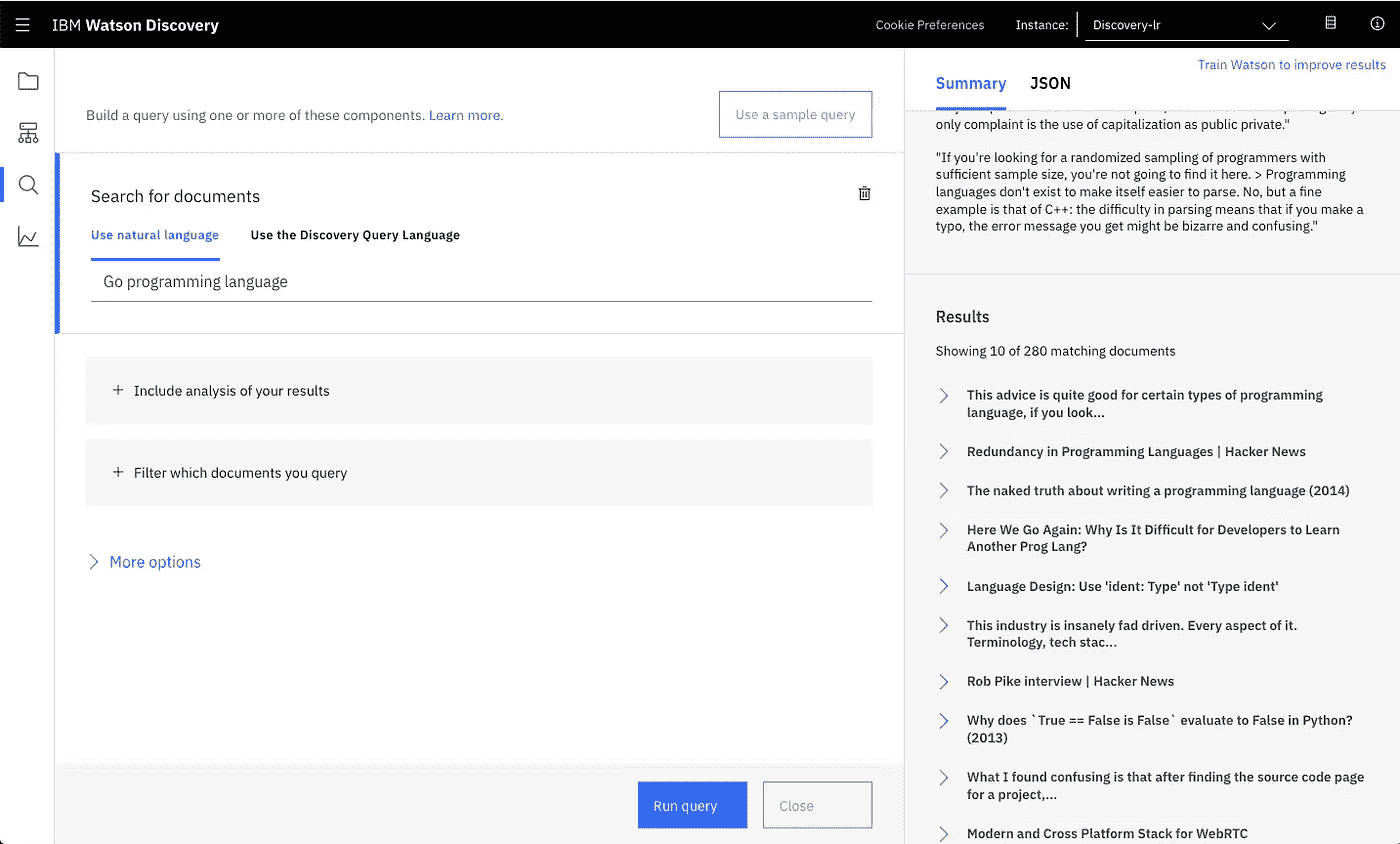 IBM Watson Discovery
Cookie Preferences
Instance:
Discovery-lr
Build a query using one or more of these components. Learn more.
Use a sample query
Search for documents
Use natural language
Use the Discovery Query Language
Go programming language
+ Include analysis of your results
+ Filter which documents you query
More options
Run query
Close
Train Watson to improve results
Summary
JSON
only complaint is the use of capitalization as public private."
"If you're looking for a randomized sampling of programmers with
sufficient sample size, you're not going to find it here. > Programming
languages don't exist to make itself easier to parse. No, but a fine
example is that of C++: the difficulty in parsing means that if you make a
typo, the error message you get might be bizarre and confusing."
Results
Showing 10 of 280 matching documents
This advice is quite good for certain types of programming
language, if you look...
Redundancy in Programming Languages | Hacker News
The naked truth about writing a programming language (2014)
Here We Go Again: Why Is It Difficult for Developers to Learn
Another Prog Lang?
Language Design: Use 'ident: Type' not 'Type ident'
This industry is insanely fad driven. Every aspect of it.
Terminology, tech stac...
Rob Pike interview | Hacker News
Why does `True == False is False` evaluate to False in Python?
(2013)
What I found confusing is that after finding the source code page
for a project,...
Modern and Cross Platform Stack for WebRTC